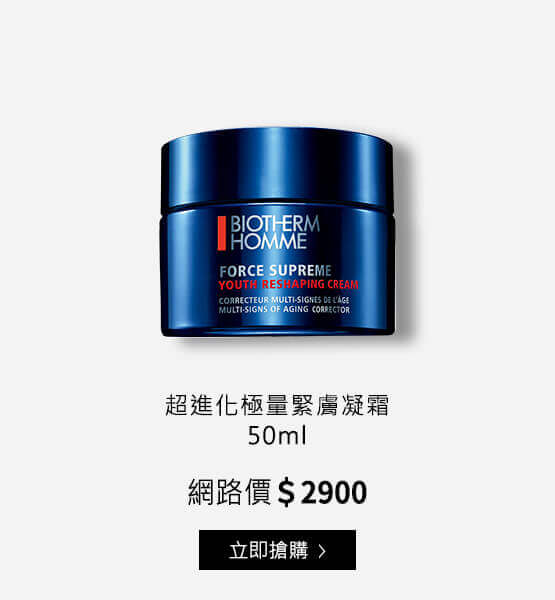 BIOTHERM
HOMME
FORCE SUPREME
YOUTH RESHAPING CREAM
CORRECTEUR MULTI-SIGNES DE L'ÂGE
MULTI-SIGNS OF AGING CORRECTOR
超進化極量緊膚凝霜
50ml
網路價 $ 2900
立即搶購 >